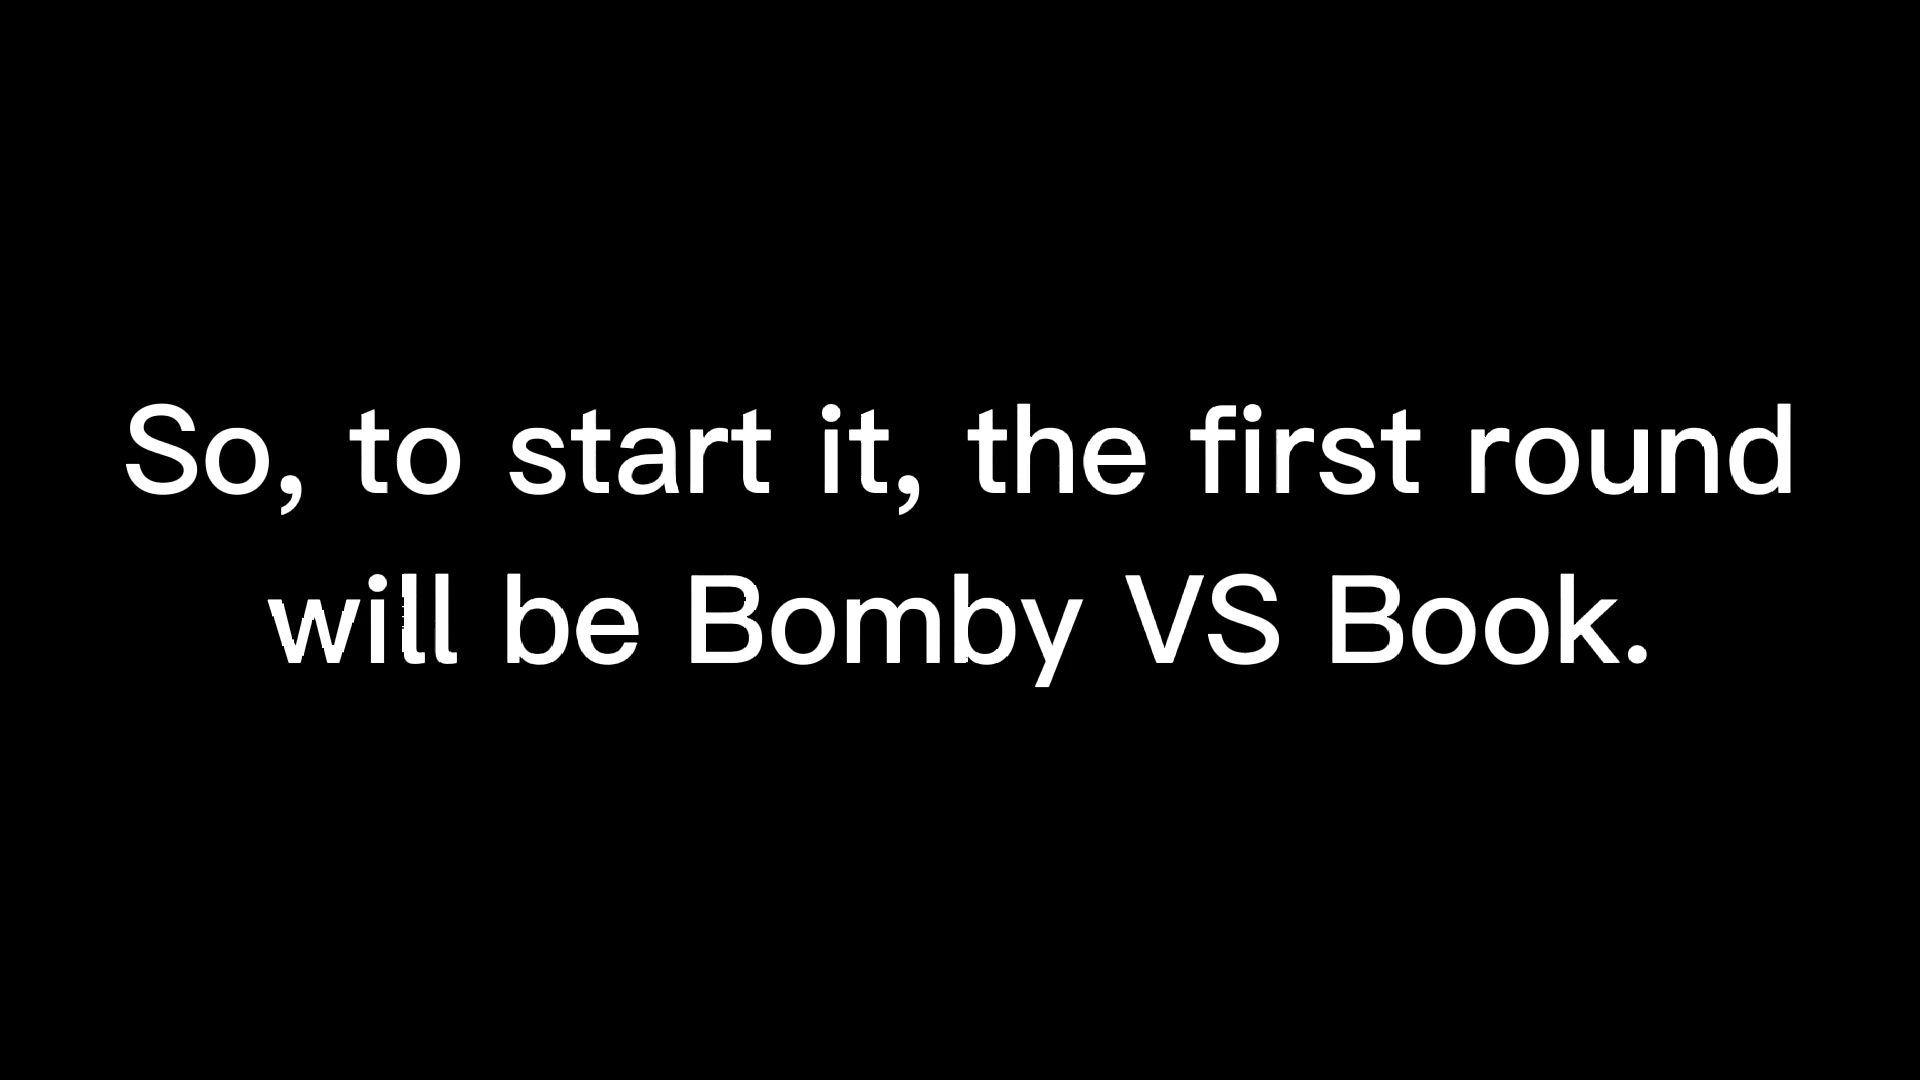 So, to start it, the first round
will be Bomby VS Book.